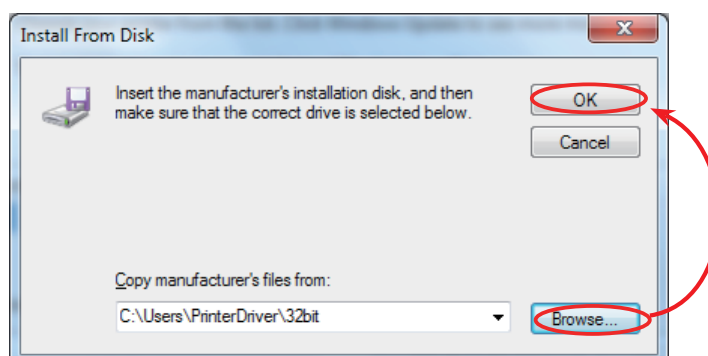 Install From Disk
Insert the manufacturer's installation disk, and then
make sure that the correct drive is selected below.
OK
Cancel
Copy manufacturer's files from:
C:\Users\PrinterDriver\32bit
Browse...